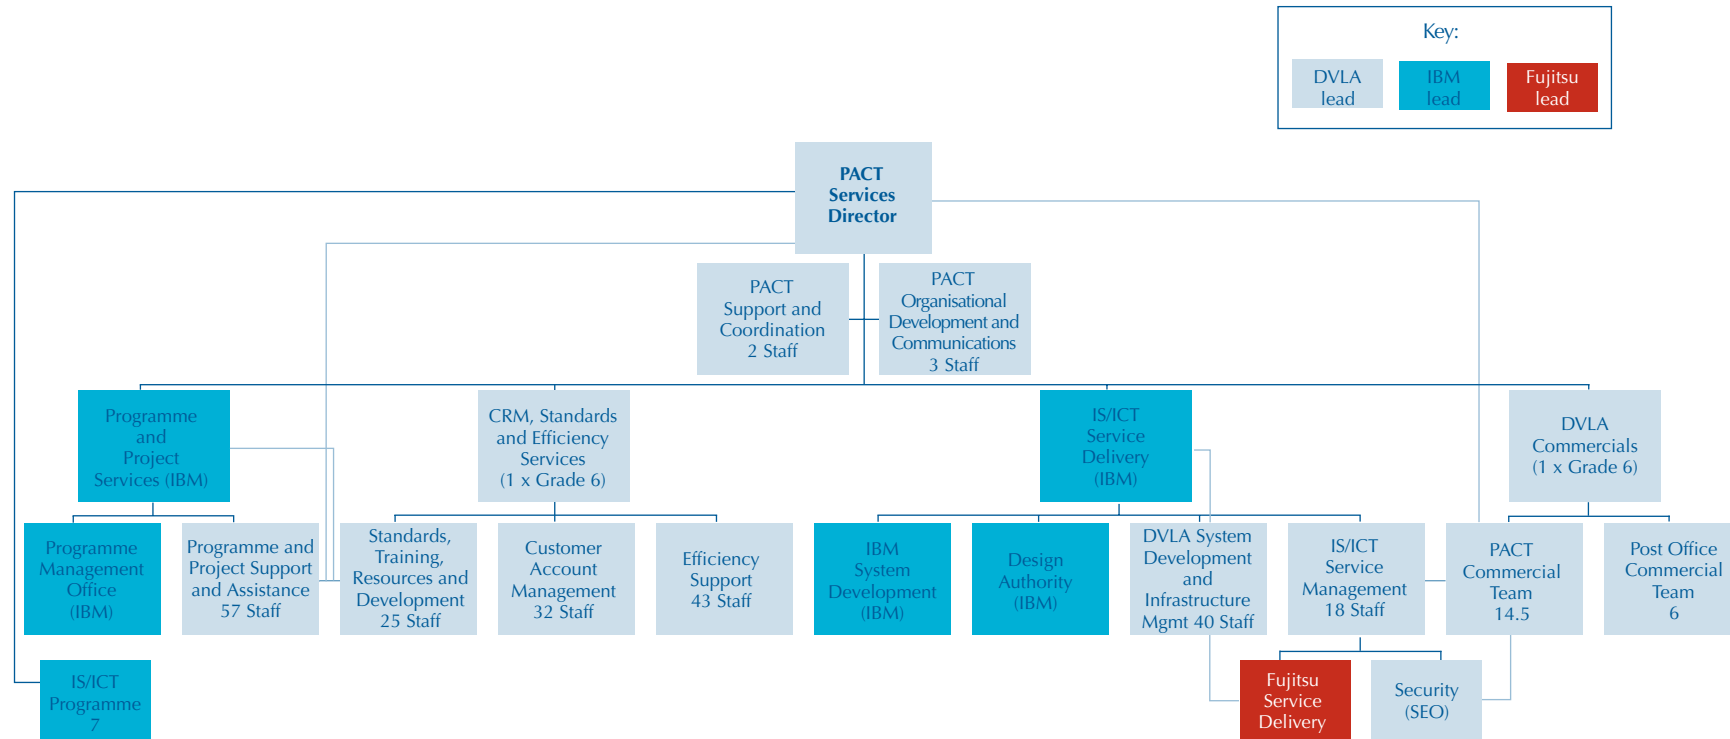 Key:
DVLA
lead
IBM
lead
Fujitsu
lead
PACT
Services
Director
PACT
Support and
Coordination
2 Staff
PACT
Organisational
Development and
Communications
3 Staff
Programme
and
Project
Services (IBM)
CRM, Standards
and Efficiency
Services
(1 x Grade 6)
IS/ICT
Service
Delivery
(IBM)
DVLA
Commercials
(1 x Grade 6)
Programme
Management
Office
(IBM)
Programme and
Project Support
and Assistance
57 Staff
Standards,
Training,
Resources and
Development
25 Staff
Customer
Account
Management
32 Staff
Efficiency
Support
43 Staff
IBM
System
Development
(IBM)
Design
Authority
(IBM)
DVLA System
Development
and
Infrastructure
Mgmt 40 Staff
IS/ICT
Service
Management
18 Staff
PACT
Commercial
Team
14.5
Post Office
Commercial
Team
6
IS/ICT
Programme
7
Fujitsu
Service
Delivery
Security
(SEO)